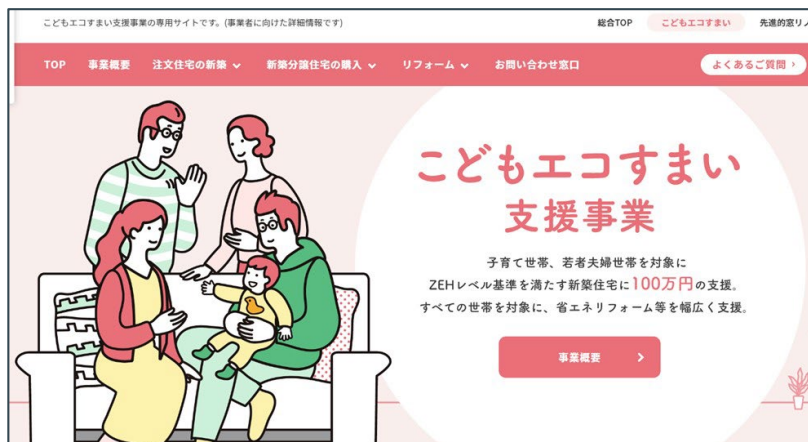 こどもエコすまい支援事業の専用サイトです。(事業者に向けた詳細情報です)
総合TOP
こどもエコすまい
先進的窓リノ
TOP
事業概要
注文住宅の新築
新築分譲住宅の購入
リフォーム
お問い合わせ窓口
よくあるご質問
こどもエコすまい
支援事業
子育て世帯、若者夫婦世帯を対象に
ZEHレベル基準を満たす新築住宅に100万円の支援。
すべての世帯を対象に、省エネリフォーム等を幅広く支援。
事業概要